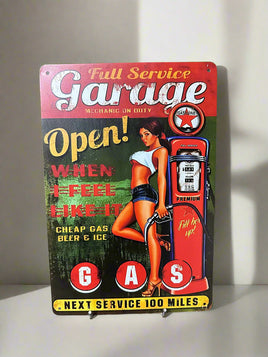 Full Service
Garage
MECHANIC ON DUTY
Open!
WHEN
I FEEL
LIKE IT
CHEAP GAS
BEER & ICE
PREMIUM
Fill 'er
up!
G A S
NEXT SERVICE 100 MILES